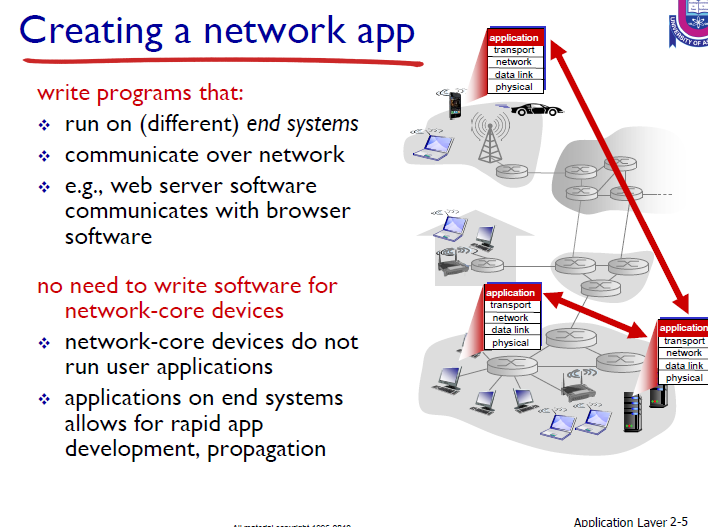 Creating a network app
write programs that:
run on (different) end systems
communicate over network
e.g., web server software
communicates with browser
software
no need to write software for
network-core devices
network-core devices do not
run user applications
applications on end systems
allows for rapid app
development, propagation
application
transport
network
data link
physical
application
transport
network
data link
physical
application
transport
network
data link
physical
Application Layer 2-5